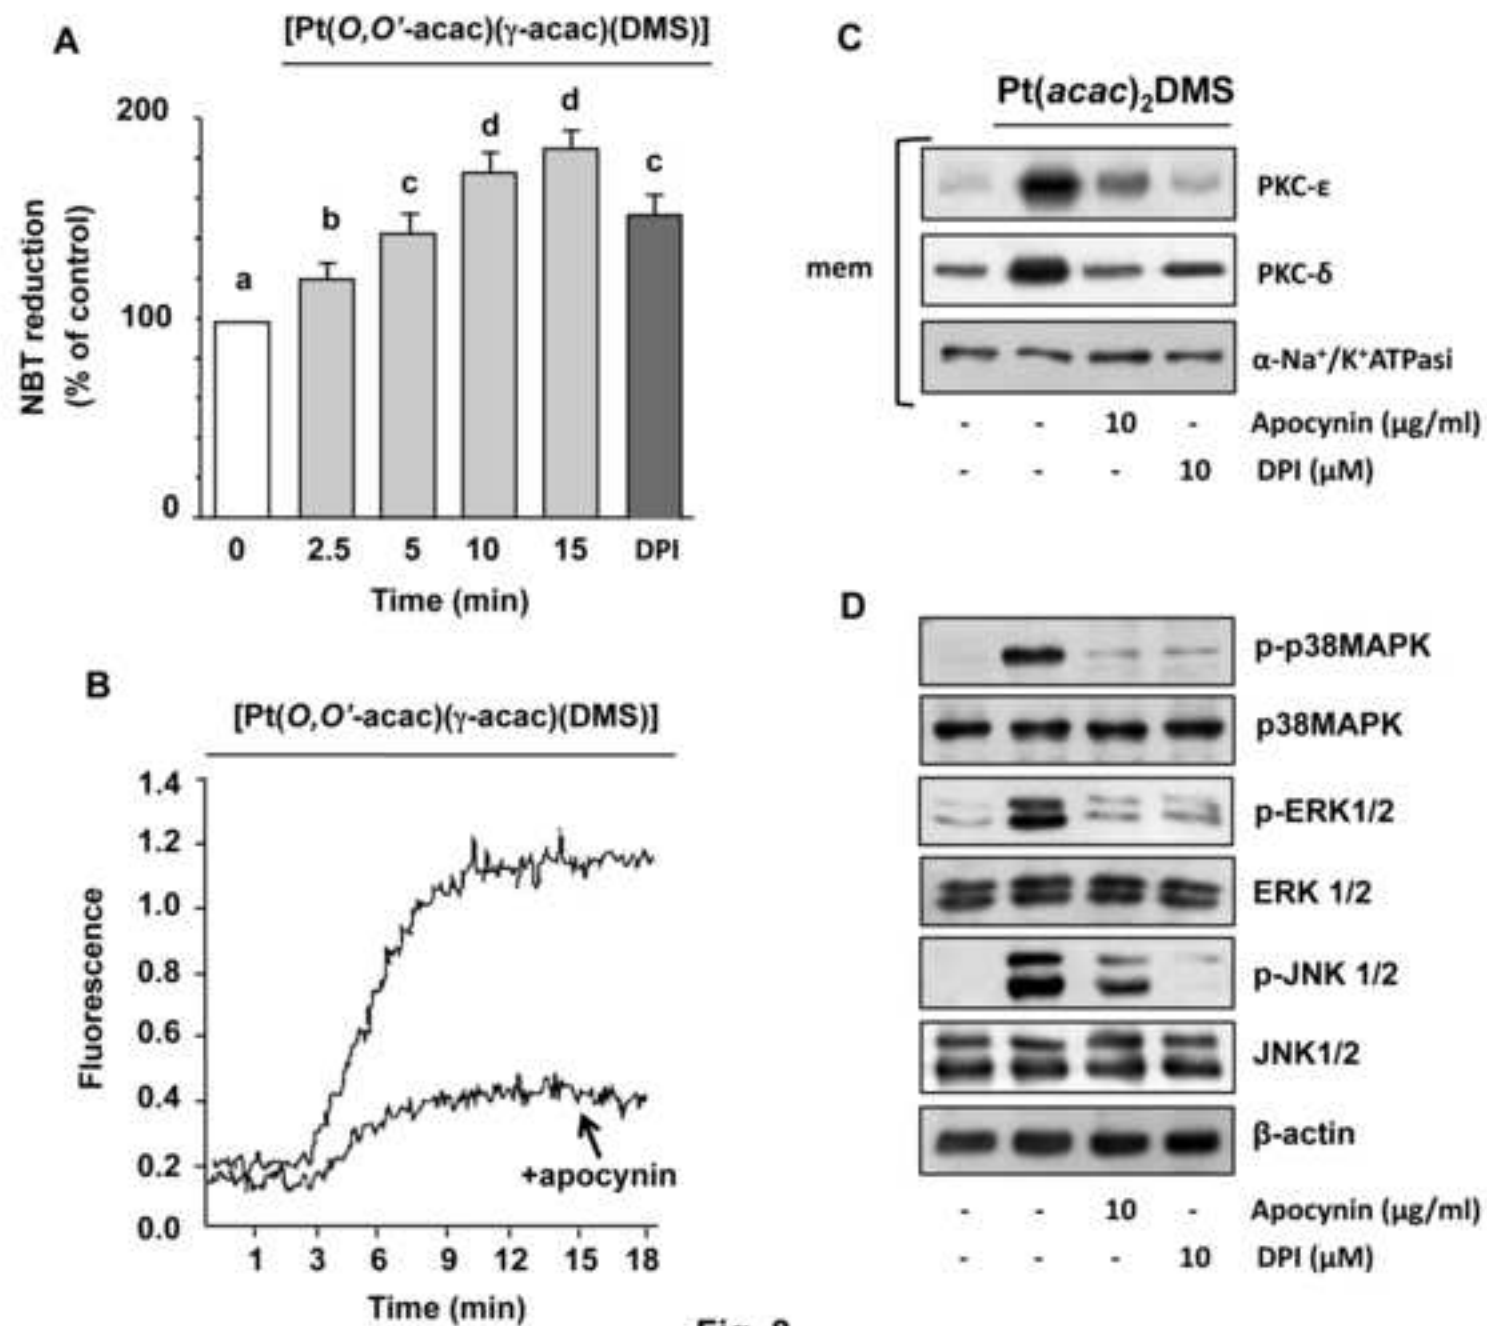 A
[Pt(O,O'-acac)(γ-acac)(DMS)]
200
100
0
NBT reduction
(% of control)
a
b
c
d
d
c
0 2.5 5 10 15 DPI
Time (min)
B
[Pt(O,O'-acac)(γ-acac)(DMS)]
1.4
1.2
1.0
0.8
0.6
0.4
0.2
0.0
Fluorescence
+apocynin
1 3 6 9 12 15 18
Time (min)
C
Pt(acac)₂DMS
mem
PKC-ε
PKC-δ
α-Na⁺/K⁺ATPasi
- - 10 - Apocynin (μg/ml)
- - - 10 DPI (μM)
D
p-p38MAPK
p38MAPK
p-ERK1/2
ERK 1/2
p-JNK 1/2
JNK1/2
β-actin
- - 10 - Apocynin (μg/ml)
- - - 10 DPI (μM)